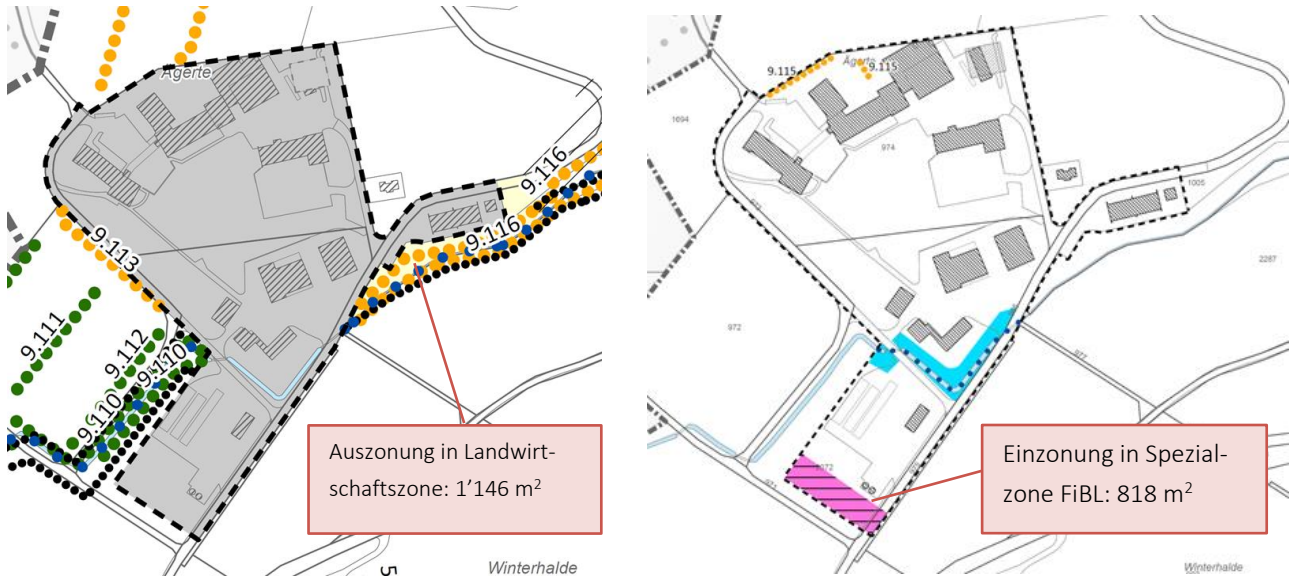 Ägerte
9.116
9.116
9.113
9.111
9.112
9.110
9.110
Auszonung in Landwirt-
schaftszone: 1’146 m²
Winterhalde
5
9.115
Ägerte
9.115
1694
974
1005
2287
972
971
971
Einzonung in Spezial-
zone FiBL: 818 m²
Winterhalde